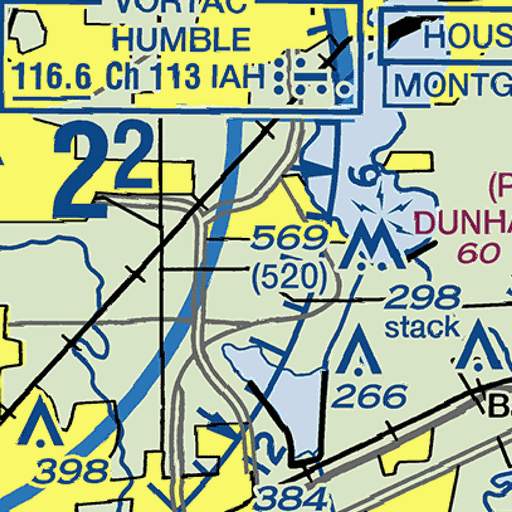 VORTAC
HUMBLE
116.6 Ch 113 IAH
HOUS
MONTG
2²
(P
DUNHA
60
569
(520)
298
stack
266
398
384